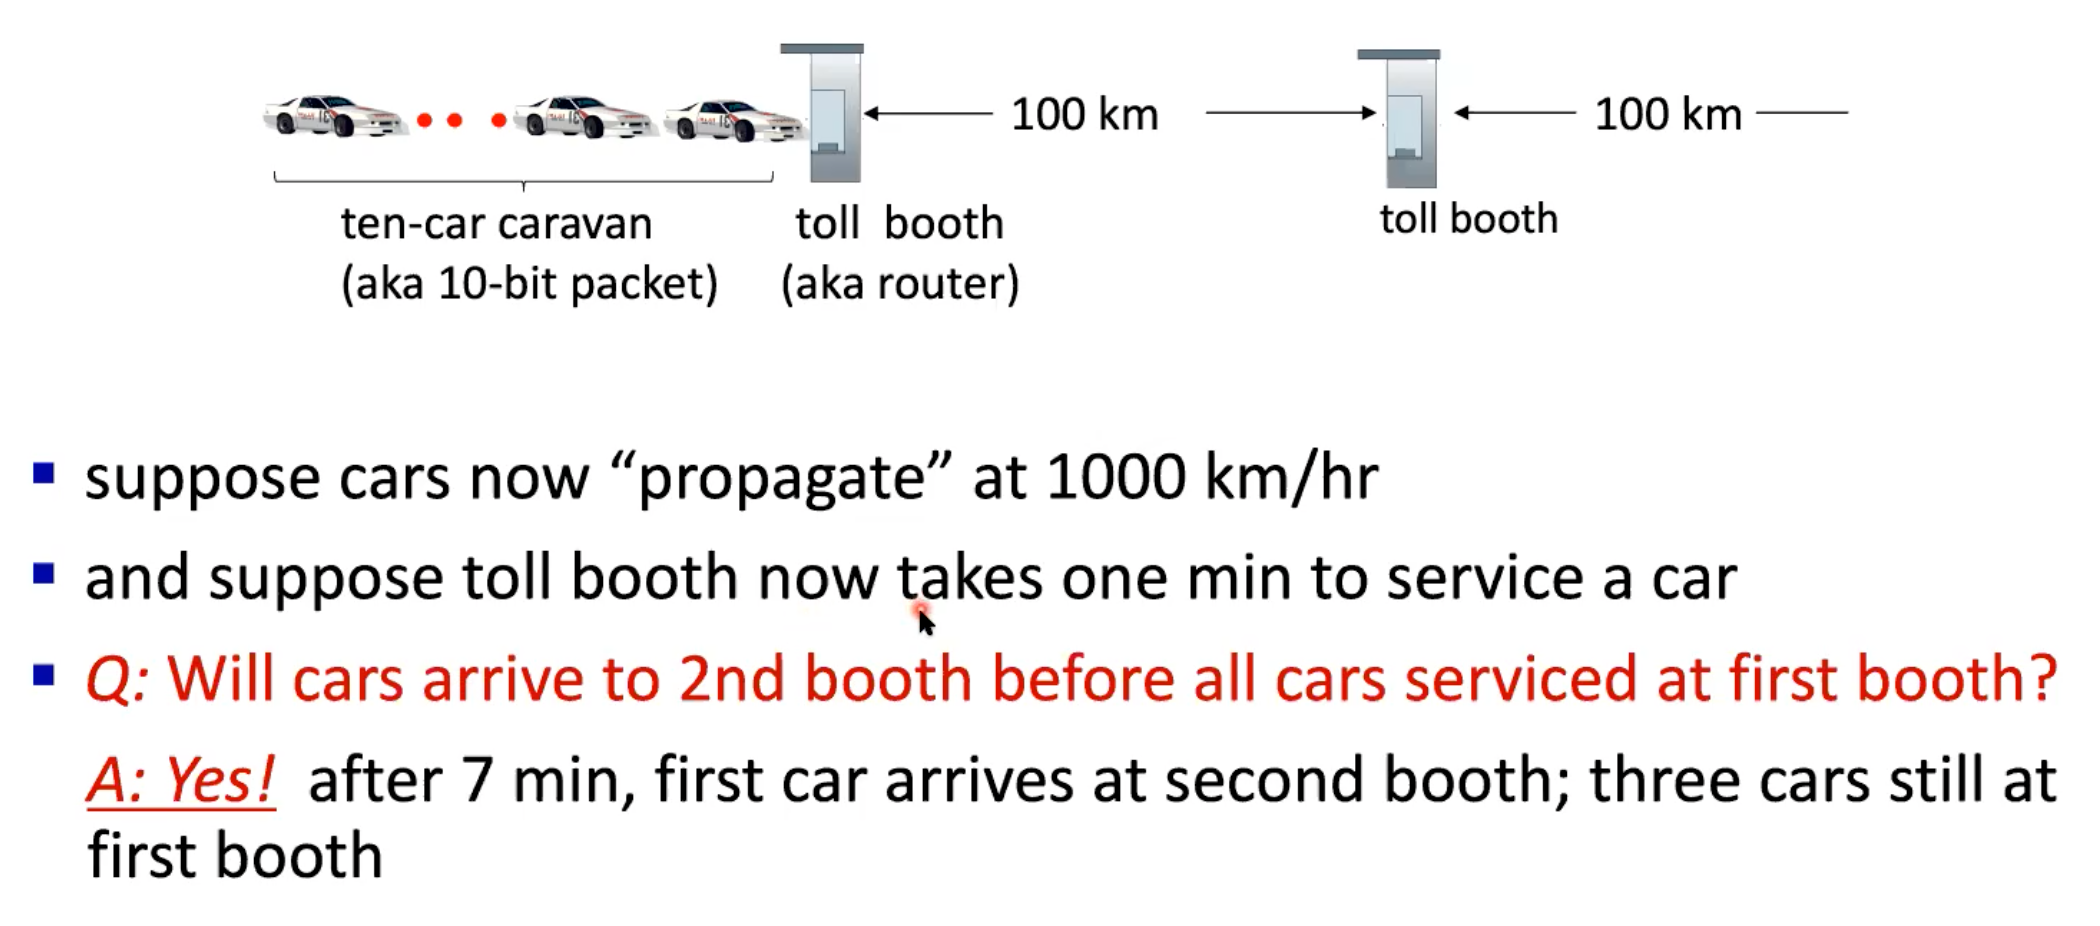 100 km
100 km
ten-car caravan
(aka 10-bit packet)
toll booth
(aka router)
toll booth
suppose cars now “propagate” at 1000 km/hr
and suppose toll booth now takes one min to service a car
Q: Will cars arrive to 2nd booth before all cars serviced at first booth?
A: Yes! after 7 min, first car arrives at second booth; three cars still at
first booth